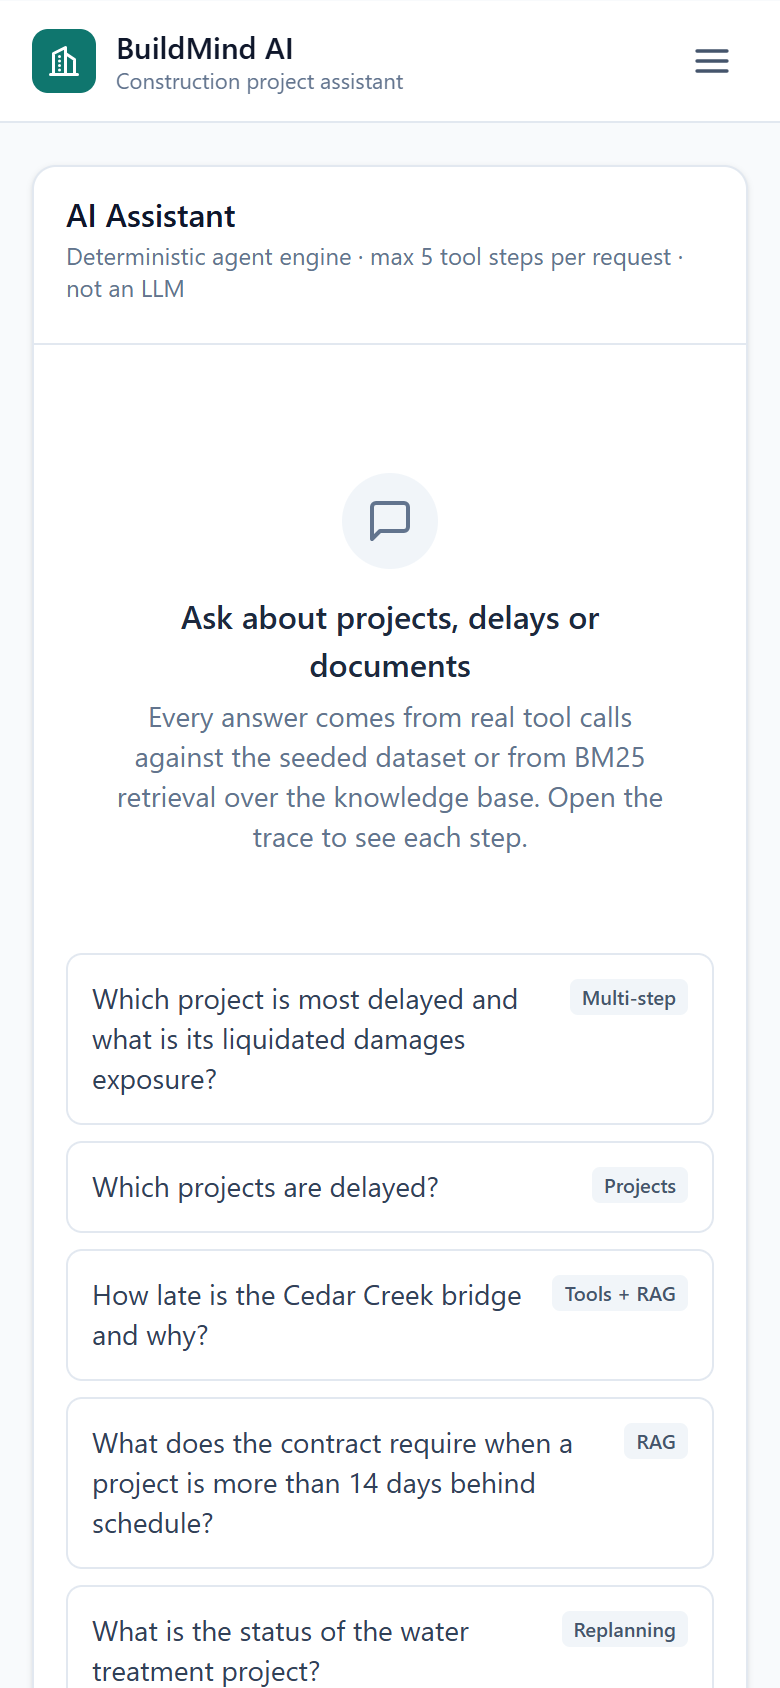 BuildMind AI
Construction project assistant
AI Assistant
Deterministic agent engine · max 5 tool steps per request ·
not an LLM
Ask about projects, delays or
documents
Every answer comes from real tool calls
against the seeded dataset or from BM25
retrieval over the knowledge base. Open the
trace to see each step.
Which project is most delayed and
what is its liquidated damages
exposure?
Multi-step
Which projects are delayed?
Projects
How late is the Cedar Creek bridge
and why?
Tools + RAG
What does the contract require when a
project is more than 14 days behind
schedule?
RAG
What is the status of the water
treatment project?
Replanning